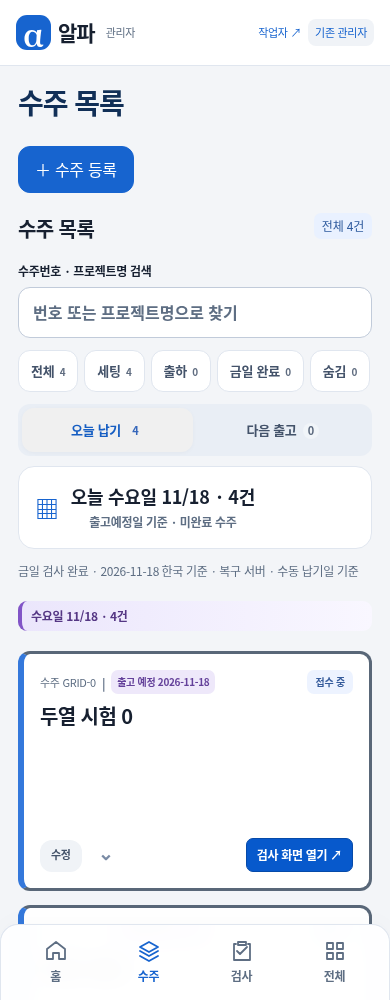 α 알파 관리자 작업자 ↗ 기존 관리자
수주 목록
+ 수주 등록
수주 목록 전체 4건
수주번호 · 프로젝트명 검색
번호 또는 프로젝트명으로 찾기
전체 4 세팅 4 출하 0 금일 완료 0 숨김 0
오늘 납기 4 다음 출고 0
오늘 수요일 11/18 · 4건
출고예정일 기준 · 미완료 수주
금일 검사 완료 · 2026-11-18 한국 기준 · 복구 서버 · 수동 납기일 기준
수요일 11/18 · 4건
수주 GRID-0 | 출고 예정 2026-11-18 접수 중
두열 시험 0
수정 검사 화면 열기 ↗
홈 수주 검사 전체